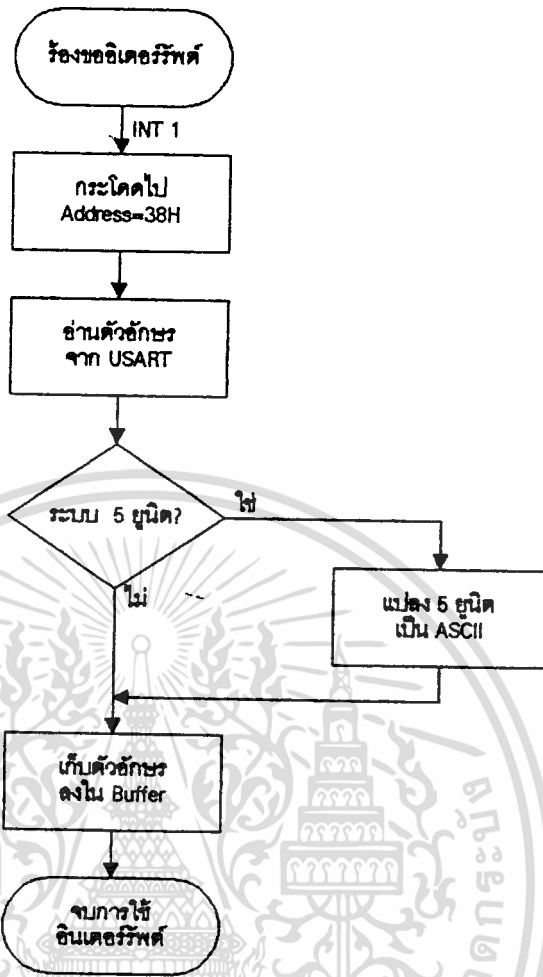 ร้องขออิเตอร์รัพต์
INT 1
กระโดดไป
Address=38H
อ่านตัวอักษร
จาก USART
ระบบ 5 ยูนิต?
ใช่
ไม่
แปลง 5 ยูนิต
เป็น ASCII
เก็บตัวอักษร
ลงใน Buffer
จบการใช้
อินเตอร์รัพต์